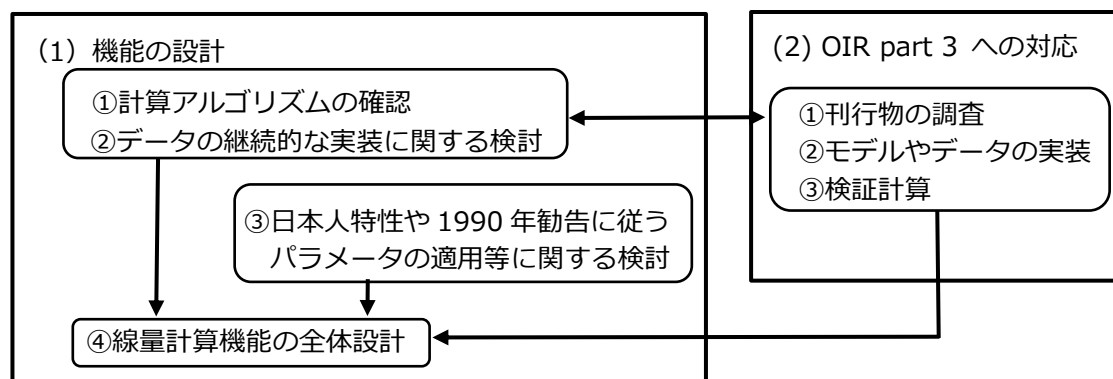 (1) 機能の設計
①計算アルゴリズムの確認
②データの継続的な実装に関する検討
③日本人特性や 1990 年勧告に従う
パラメータの適用等に関する検討
④線量計算機能の全体設計
(2) OIR part 3 への対応
①刊行物の調査
②モデルやデータの実装
③検証計算